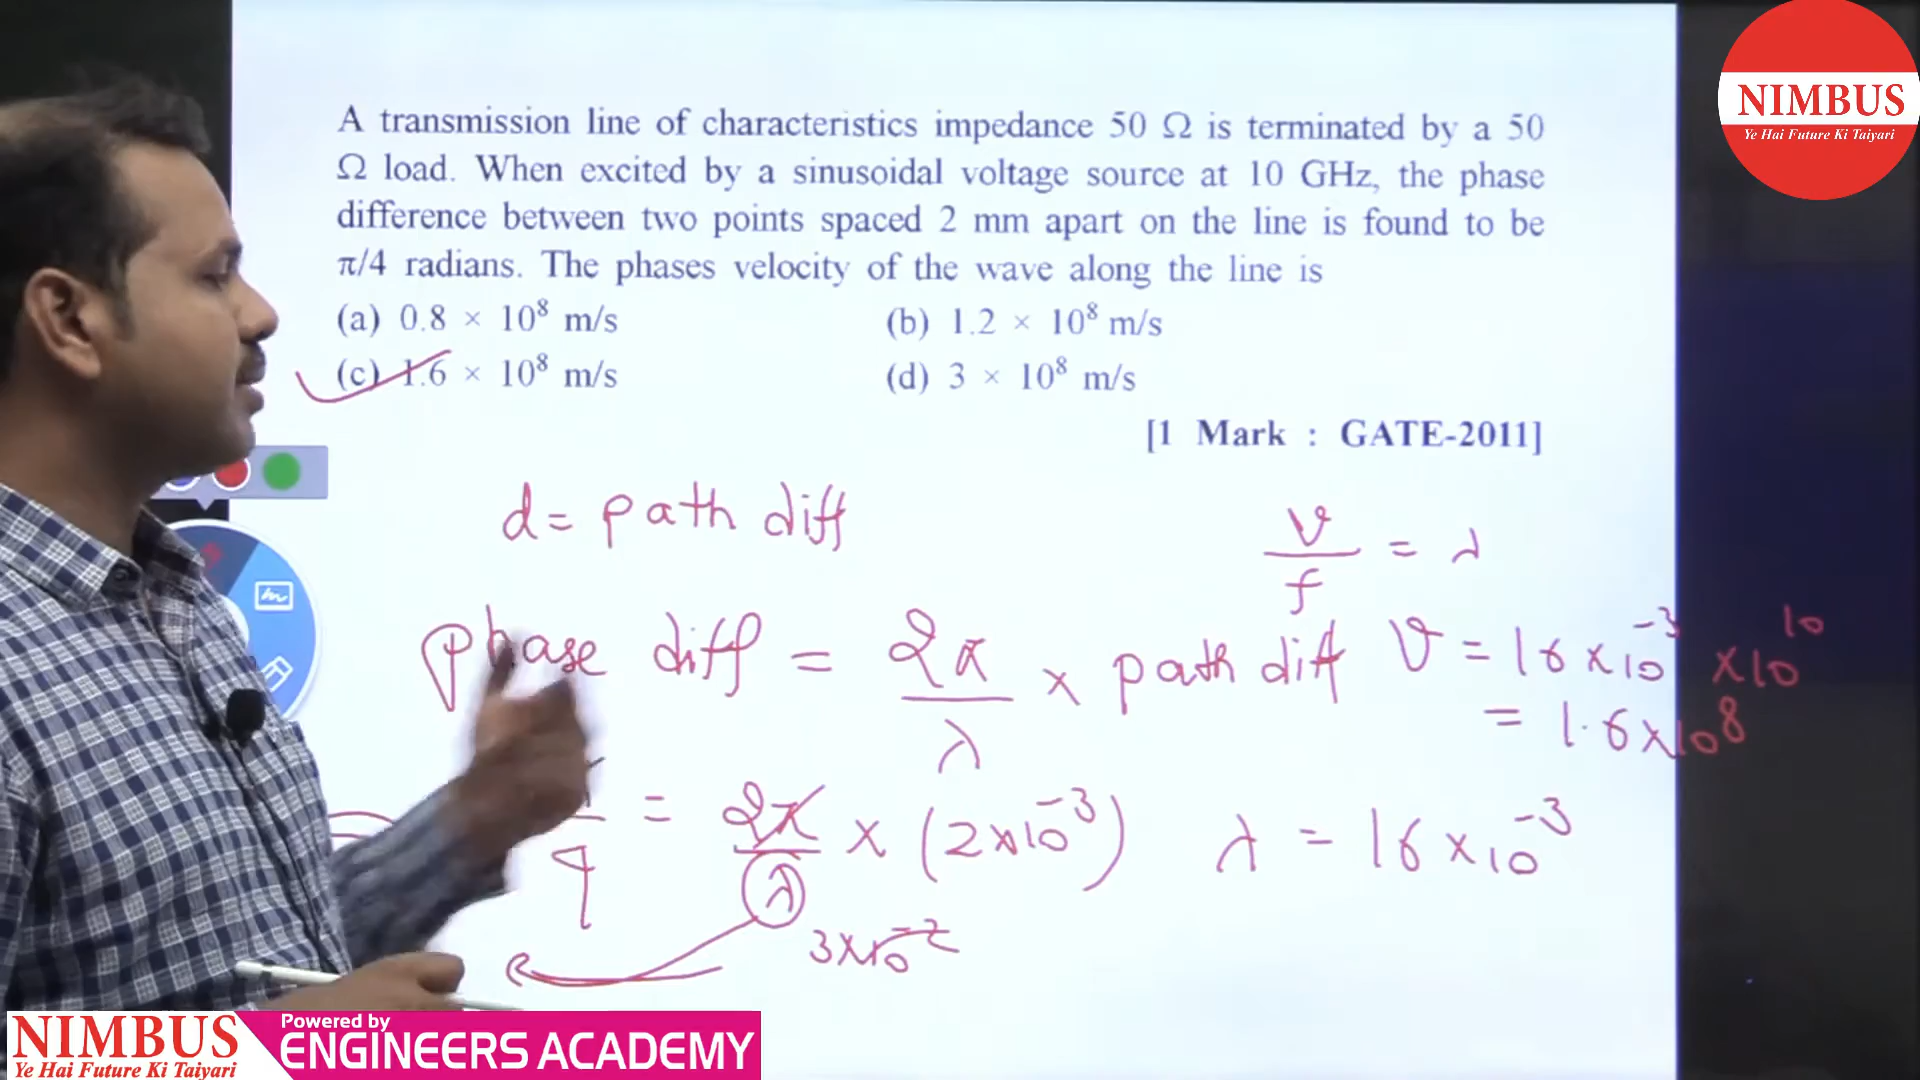 NIMBUS
Ye Hai Future Ki Taiyari
A transmission line of characteristics impedance 50 Ω is terminated by a 50
Ω load. When excited by a sinusoidal voltage source at 10 GHz, the phase
difference between two points spaced 2 mm apart on the line is found to be
π/4 radians. The phases velocity of the wave along the line is
(a) 0.8 × 10⁸ m/s (b) 1.2 × 10⁸ m/s
(c) 1.6 × 10⁸ m/s (d) 3 × 10⁸ m/s
[1 Mark : GATE-2011]
d = path diff
v/f = λ
Phase diff = 2π/λ × path diff
v = 16 × 10⁻³ × 10¹⁰
= 1.6 × 10⁸
4 = 2π/λ × (2×10⁻³)
λ = 16 × 10⁻³
3×10⁻²
NIMBUS
Ye Hai Future Ki Taiyari
Powered by
ENGINEERS ACADEMY